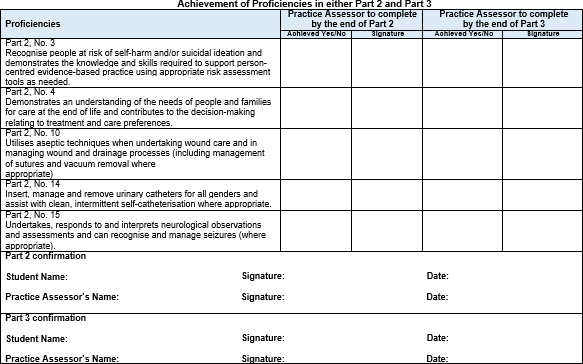 Achievement of Proficiencies in either Part 2 and Part 3
Proficiencies
Practice Assessor to complete
by the end of Part 2
Practice Assessor to complete
by the end of Part 3
Achieved Yes/No
Signature
Achieved Yes/No
Signature
Part 2, No. 3
Recognise people at risk of self-harm and/or suicidal ideation and
demonstrates the knowledge and skills required to support person-
centred evidence-based practice using appropriate risk assessment
tools as needed.
Part 2, No. 4
Demonstrates an understanding of the needs of people and families
for care at the end of life and contributes to the decision-making
relating to treatment and care preferences.
Part 2, No. 10
Utilises aseptic techniques when undertaking wound care and in
managing wound and drainage processes (including management
of sutures and vacuum removal where
appropriate)
Part 2, No. 14
Insert, manage and remove urinary catheters for all genders and
assist with clean, intermittent self-catheterisation where appropriate.
Part 2, No. 15
Undertakes, responds to and interprets neurological observations
and assessments and can recognise and manage seizures (where
appropriate).
Part 2 confirmation
Student Name: Signature: Date:
Practice Assessor's Name: Signature: Date:
Part 3 confirmation
Student Name: Signature: Date:
Practice Assessor's Name: Signature: Date: